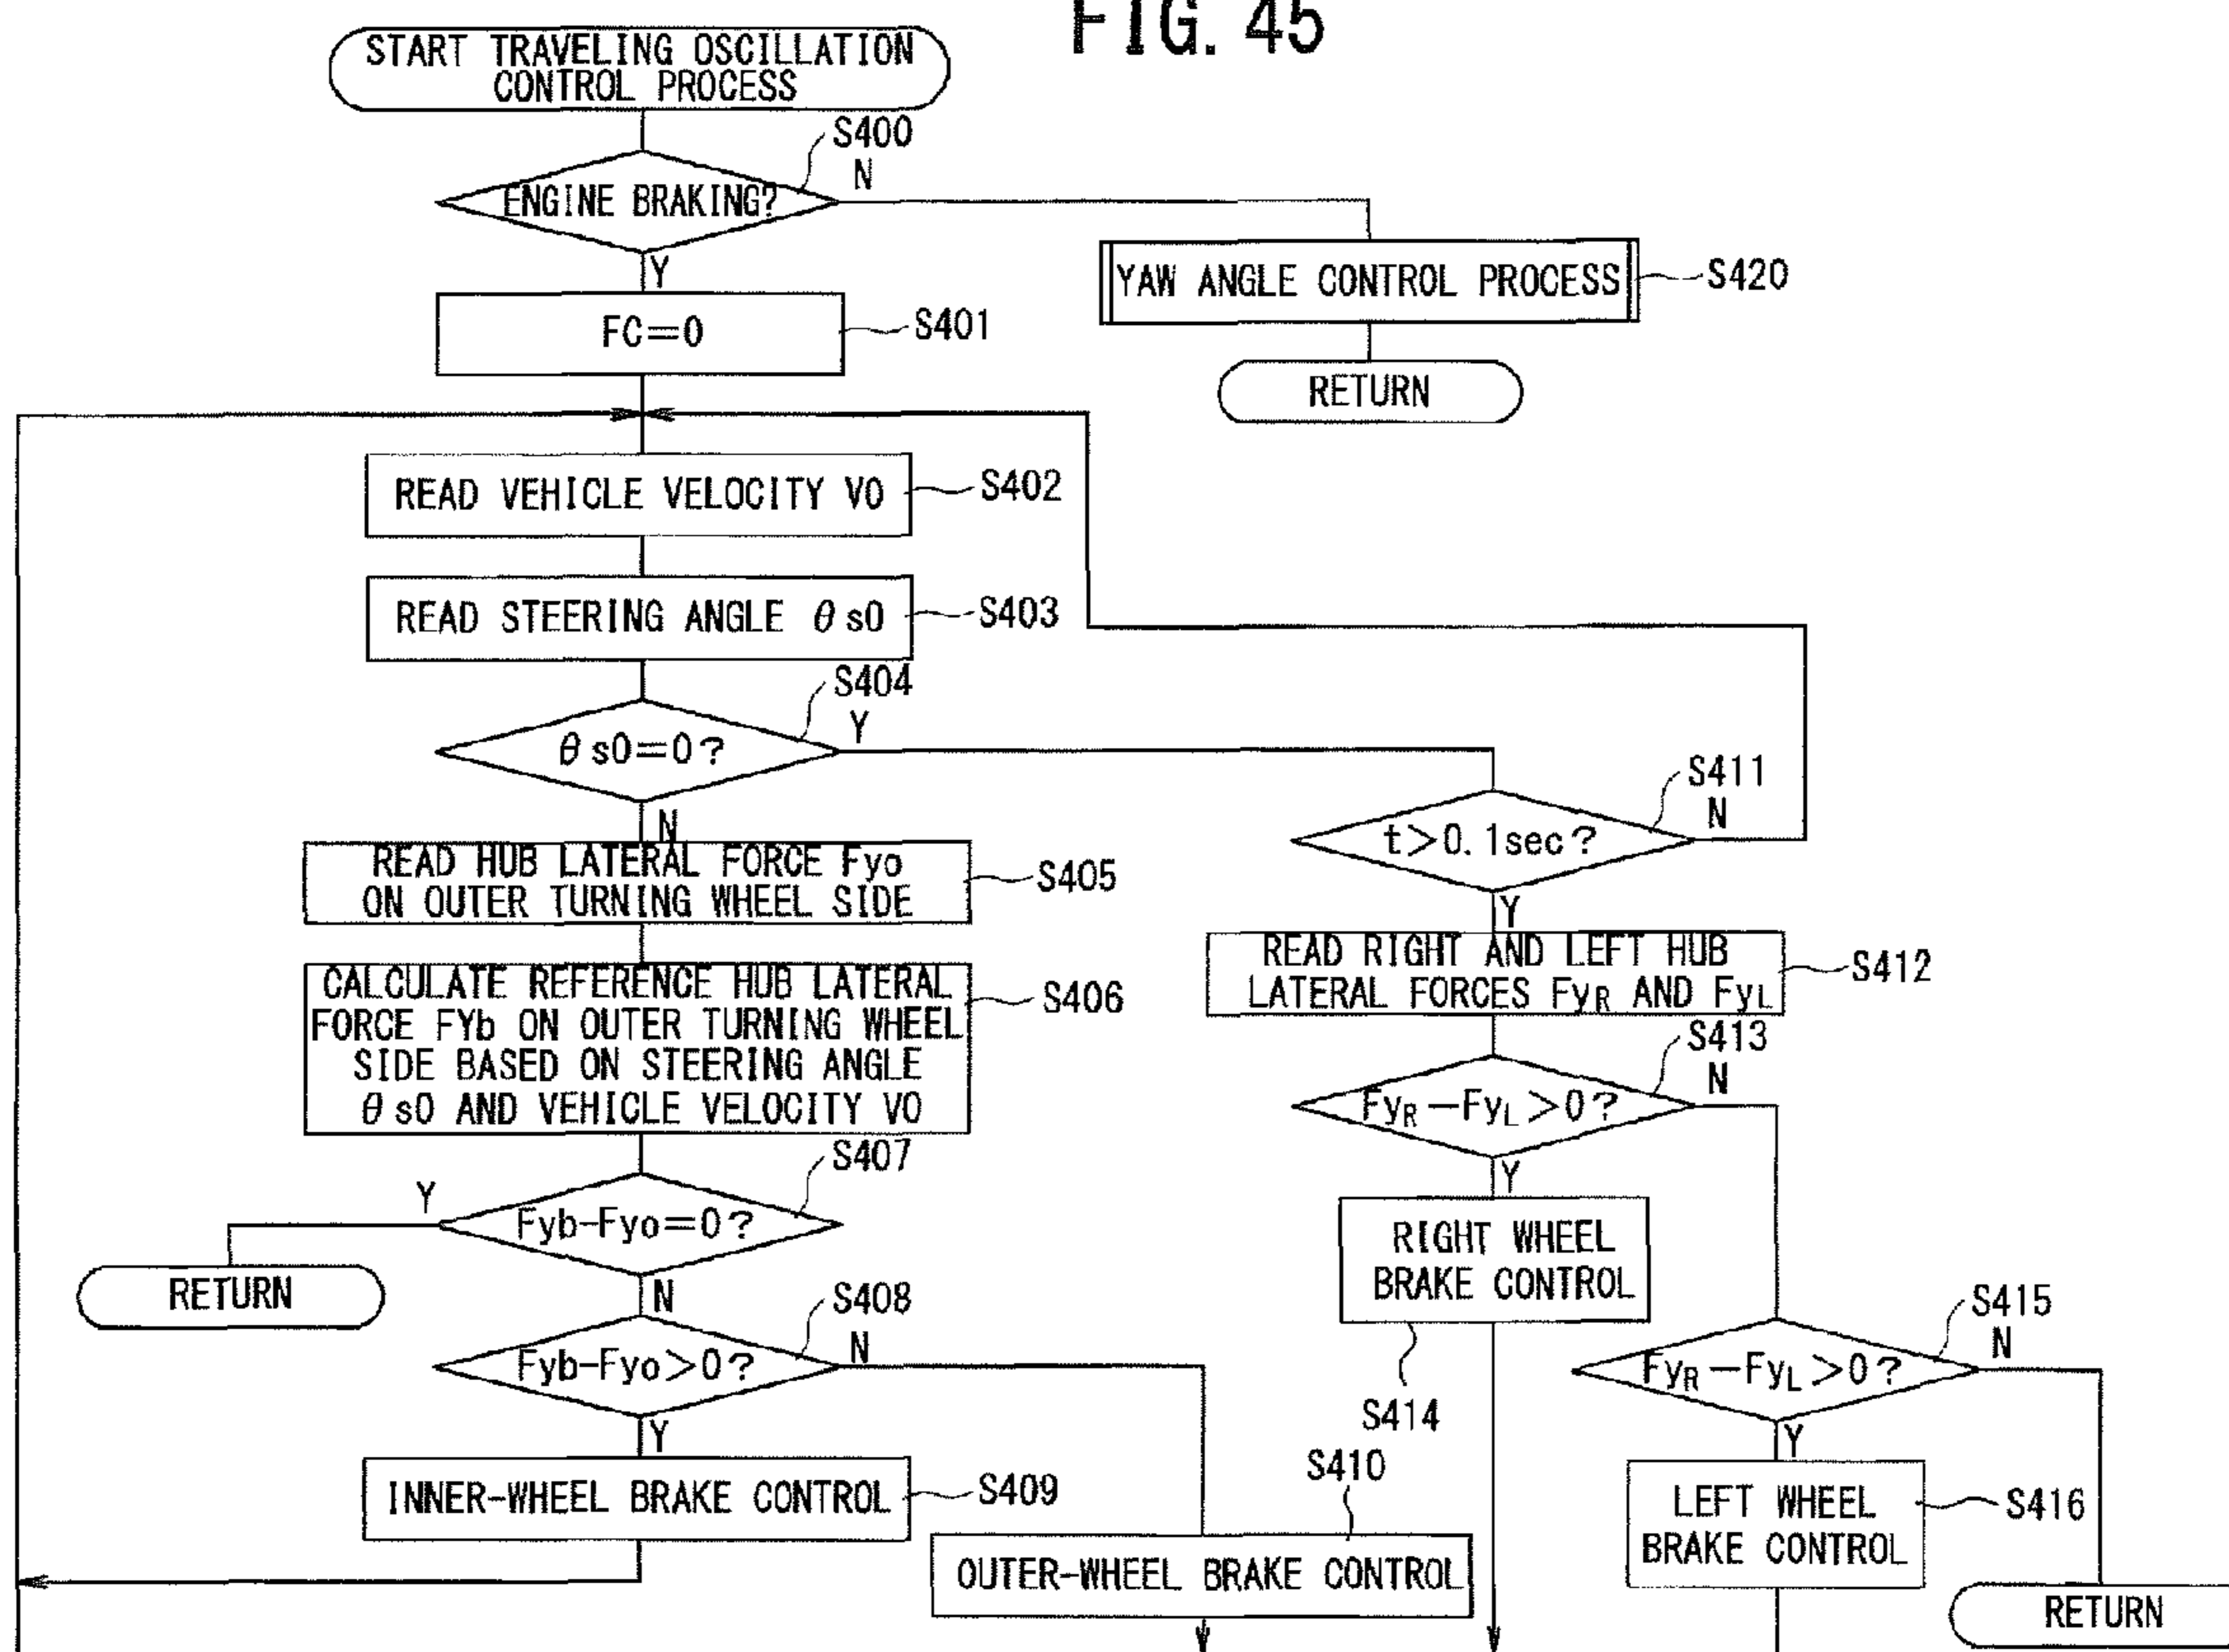 FIG. 45
START TRAVELING OSCILLATION
CONTROL PROCESS
S400
ENGINE BRAKING?
N
Y
YAW ANGLE CONTROL PROCESS
S420
RETURN
FC=0
S401
READ VEHICLE VELOCITY V0
S402
READ STEERING ANGLE θs0
S403
S404
θs0=0?
Y
N
READ HUB LATERAL FORCE Fyo
ON OUTER TURNING WHEEL SIDE
S405
CALCULATE REFERENCE HUB LATERAL
FORCE FYb ON OUTER TURNING WHEEL
SIDE BASED ON STEERING ANGLE
θs0 AND VEHICLE VELOCITY V0
S406
S407
Y
Fyb-Fyo=0?
RETURN
N
S408
Fyb-Fyo>0?
N
Y
INNER-WHEEL BRAKE CONTROL
S409
S410
OUTER-WHEEL BRAKE CONTROL
S411
t>0.1sec?
N
Y
READ RIGHT AND LEFT HUB
LATERAL FORCES FyR AND FyL
S412
S413
FyR-FyL>0?
N
Y
RIGHT WHEEL
BRAKE CONTROL
S414
S415
FyR-FyL>0?
N
Y
LEFT WHEEL
BRAKE CONTROL
S416
RETURN